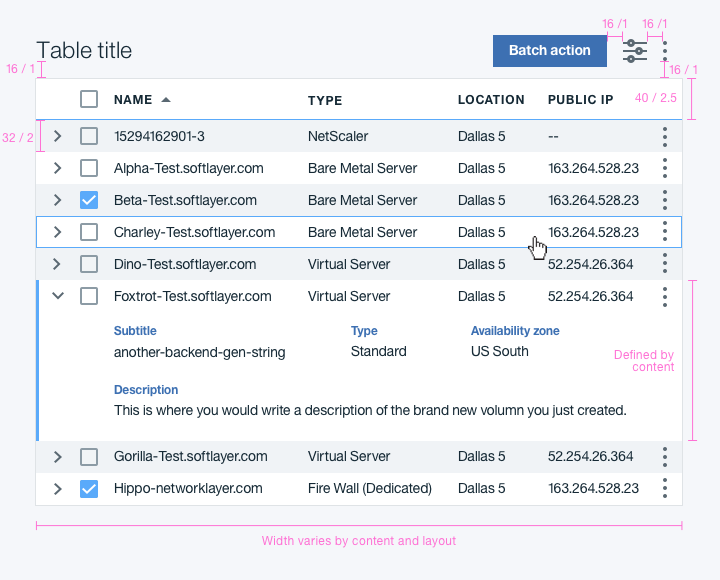 16 /1 16 /1
Table title Batch action
16 / 1 16 / 1
NAME TYPE LOCATION PUBLIC IP 40 / 2.5
32 / 2 15294162901-3 NetScaler Dallas 5 --
Alpha-Test.softlayer.com Bare Metal Server Dallas 5 163.264.528.23
Beta-Test.softlayer.com Bare Metal Server Dallas 5 163.264.528.23
Charley-Test.softlayer.com Bare Metal Server Dallas 5 163.264.528.23
Dino-Test.softlayer.com Virtual Server Dallas 5 52.254.26.364
Foxtrot-Test.softlayer.com Virtual Server Dallas 5 52.254.26.364
Subtitle Type Availability zone
another-backend-gen-string Standard US South
Defined by
content
Description
This is where you would write a description of the brand new volumn you just created.
Gorilla-Test.softlayer.com Virtual Server Dallas 5 52.254.26.364
Hippo-networklayer.com Fire Wall (Dedicated) Dallas 5 163.264.528.23
Width varies by content and layout